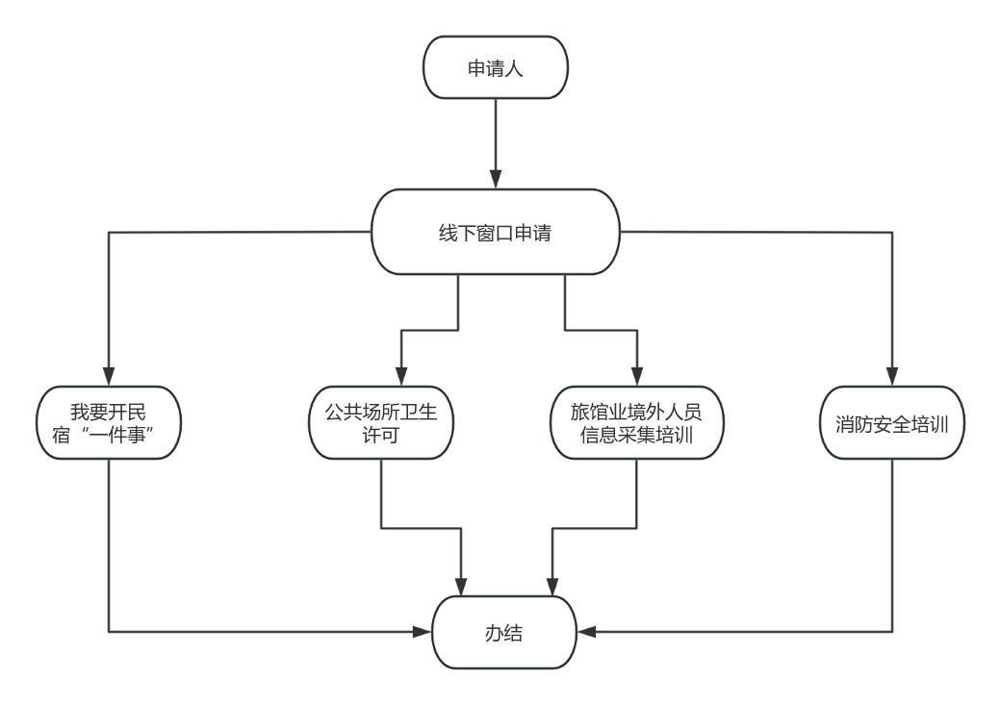 申请人
线下窗口申请
我要开民
宿“一件事”
公共场所卫生
许可
旅馆业境外人员
信息采集培训
消防安全培训
办结